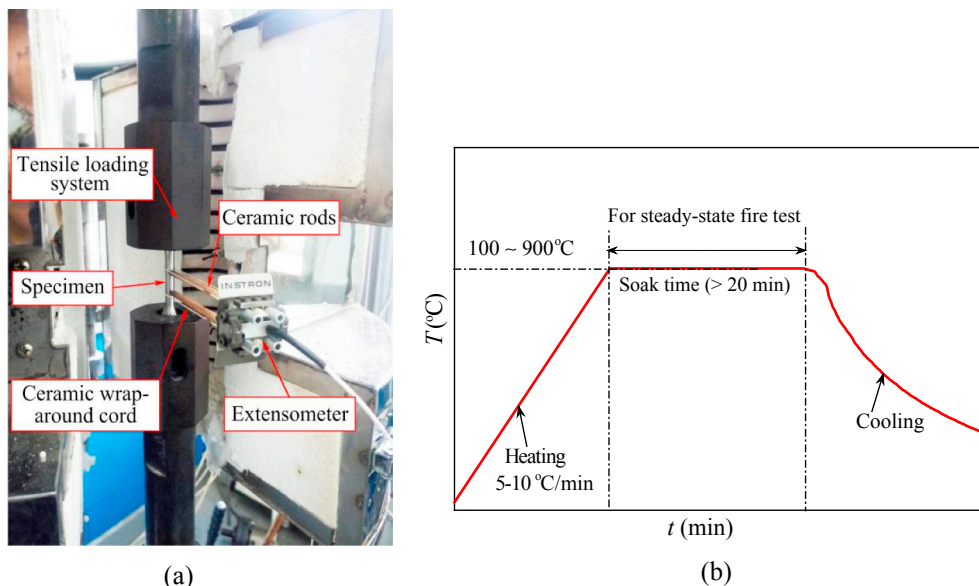 Tensile loading
system
Ceramic rods
Specimen
INSTRON
Ceramic wrap-
around cord
Extensometer
(a)
For steady-state fire test
100 ~ 900°C
Soak time (> 20 min)
T (°C)
Cooling
Heating
5-10 °C/min
t (min)
(b)